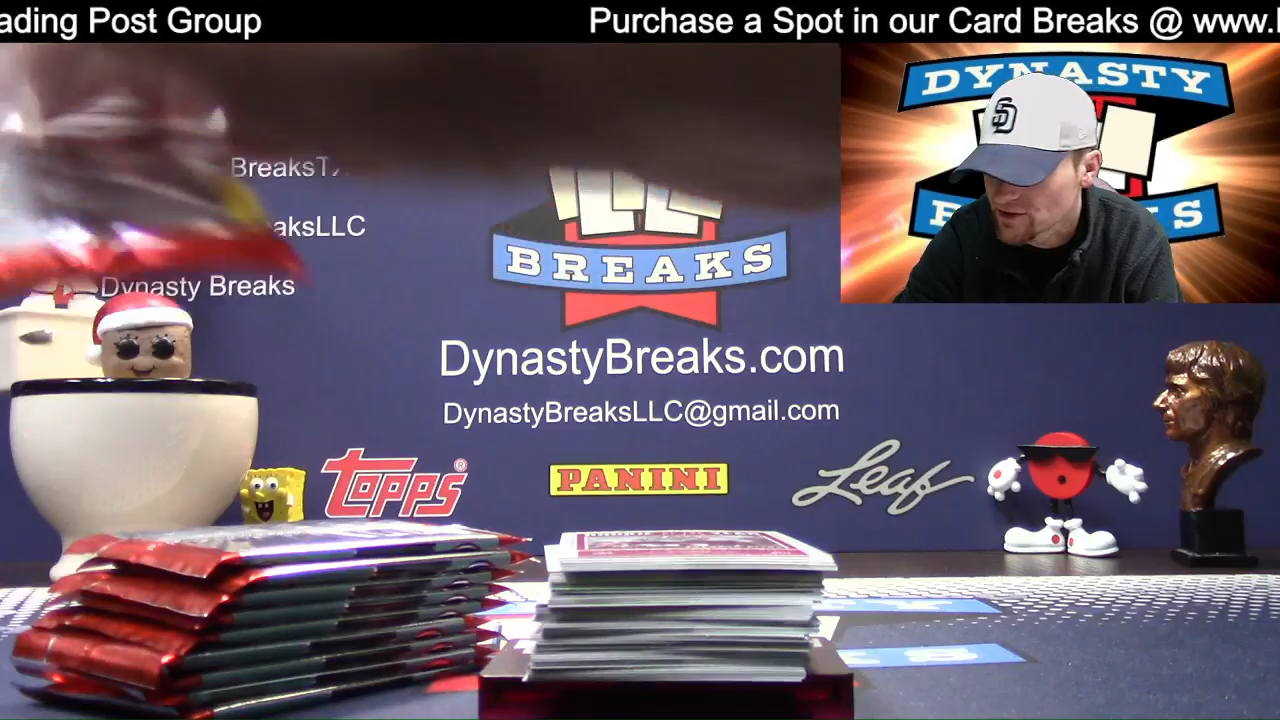 ading Post Group
Purchase a Spot in our Card Breaks @ www.
DYNASTY
BreaksT
aksLLC
BREAKS
Dynasty Breaks
DynastyBreaks.com
DynastyBreaksLLC@gmail.com
TOPPS®
PANINI
Leaf
SD